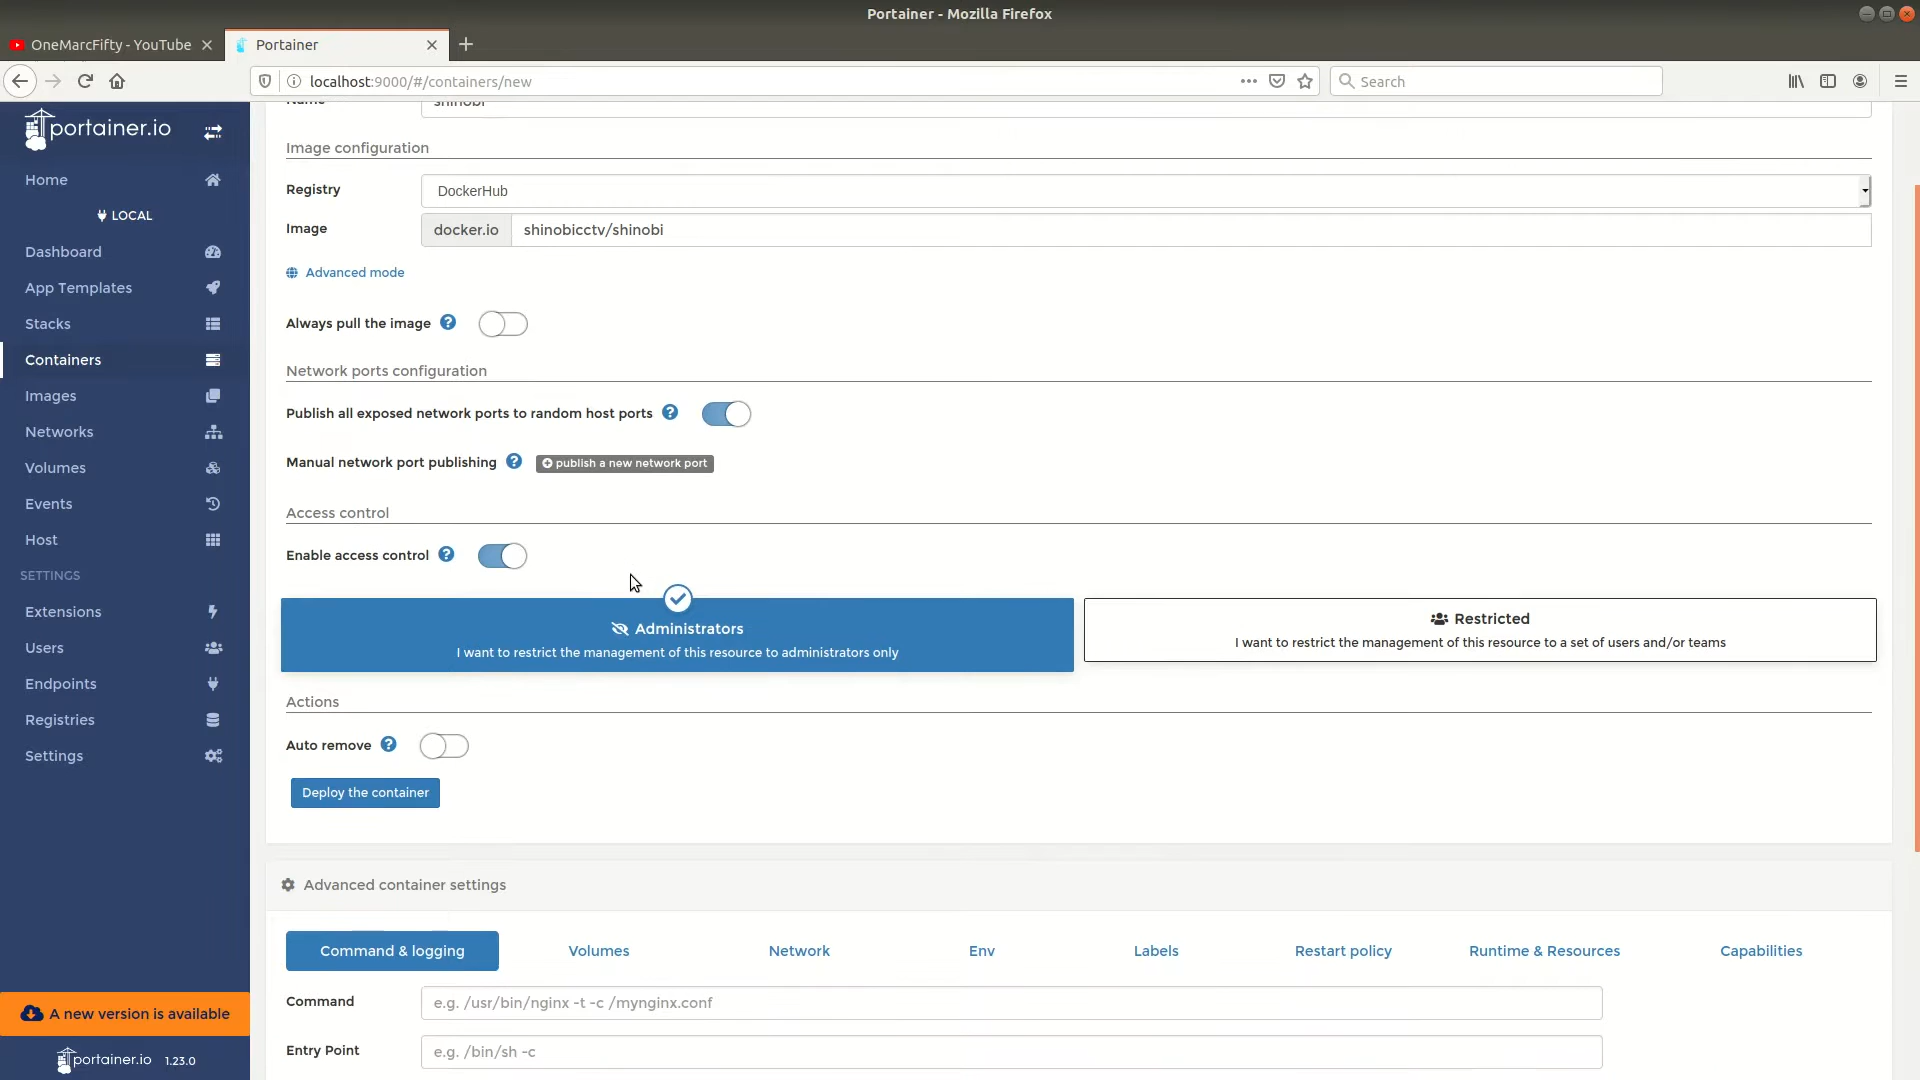 Portainer - Mozilla Firefox
OneMarcFifty - YouTube
Portainer
localhost:9000/#/containers/new
Search
portainer.io
Home
LOCAL
Dashboard
App Templates
Stacks
Containers
Images
Networks
Volumes
Events
Host
SETTINGS
Extensions
Users
Endpoints
Registries
Settings
A new version is available
portainer.io 1.23.0
Name shinobi
Image configuration
Registry DockerHub
Image docker.io shinobicctv/shinobi
Advanced mode
Always pull the image
Network ports configuration
Publish all exposed network ports to random host ports
Manual network port publishing publish a new network port
Access control
Enable access control
Administrators
I want to restrict the management of this resource to administrators only
Restricted
I want to restrict the management of this resource to a set of users and/or teams
Actions
Auto remove
Deploy the container
Advanced container settings
Command & logging Volumes Network Env Labels Restart policy Runtime & Resources Capabilities
Command e.g. /usr/bin/nginx -t -c /mynginx.conf
Entry Point e.g. /bin/sh -c